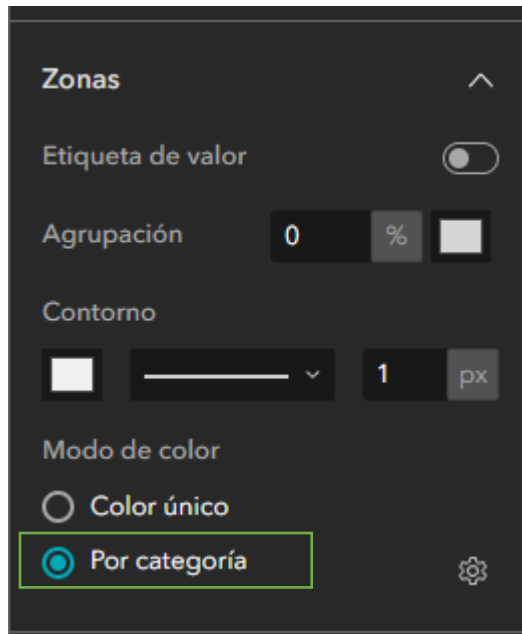 Zonas
Etiqueta de valor
Agrupación 0 %
Contorno
1 px
Modo de color
Color único
Por categoría